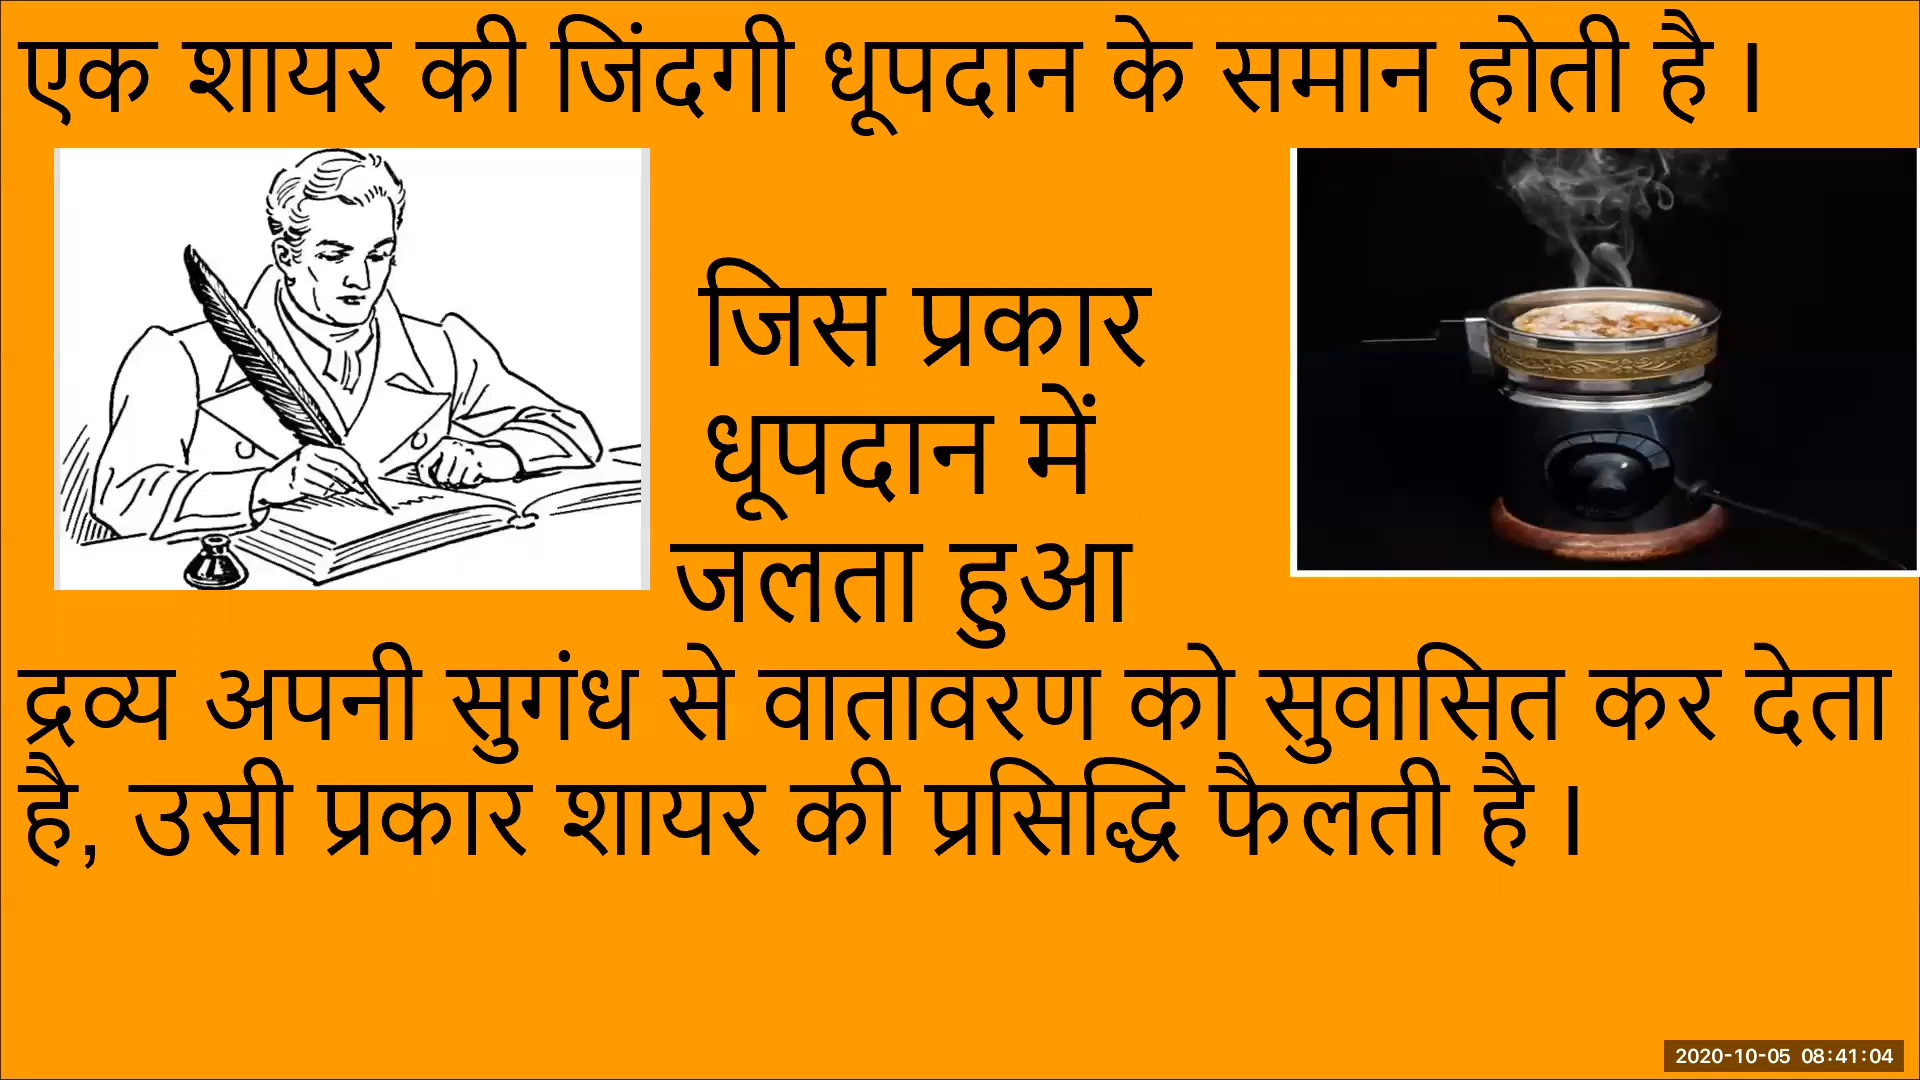 एक शायर की जिंदगी धूपदान के समान होती है ।
जिस प्रकार
धूपदान में
जलता हुआ
द्रव्य अपनी सुगंध से वातावरण को सुवासित कर देता
है, उसी प्रकार शायर की प्रसिद्धि फैलती है ।
2020-10-05 08:41:04